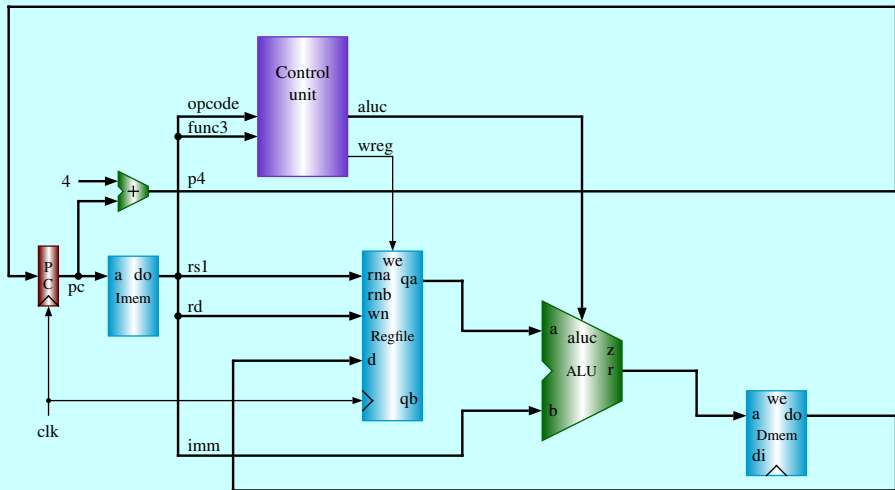 Control
unit
opcode
func3
aluc
wreg
4
+
p4
P
C
pc
a do
Imem
rs1
rd
imm
clk
we
rna qa
rnb
wn
Regfile
d
qb
a
aluc
z
ALU r
b
we
a do
Dmem
di